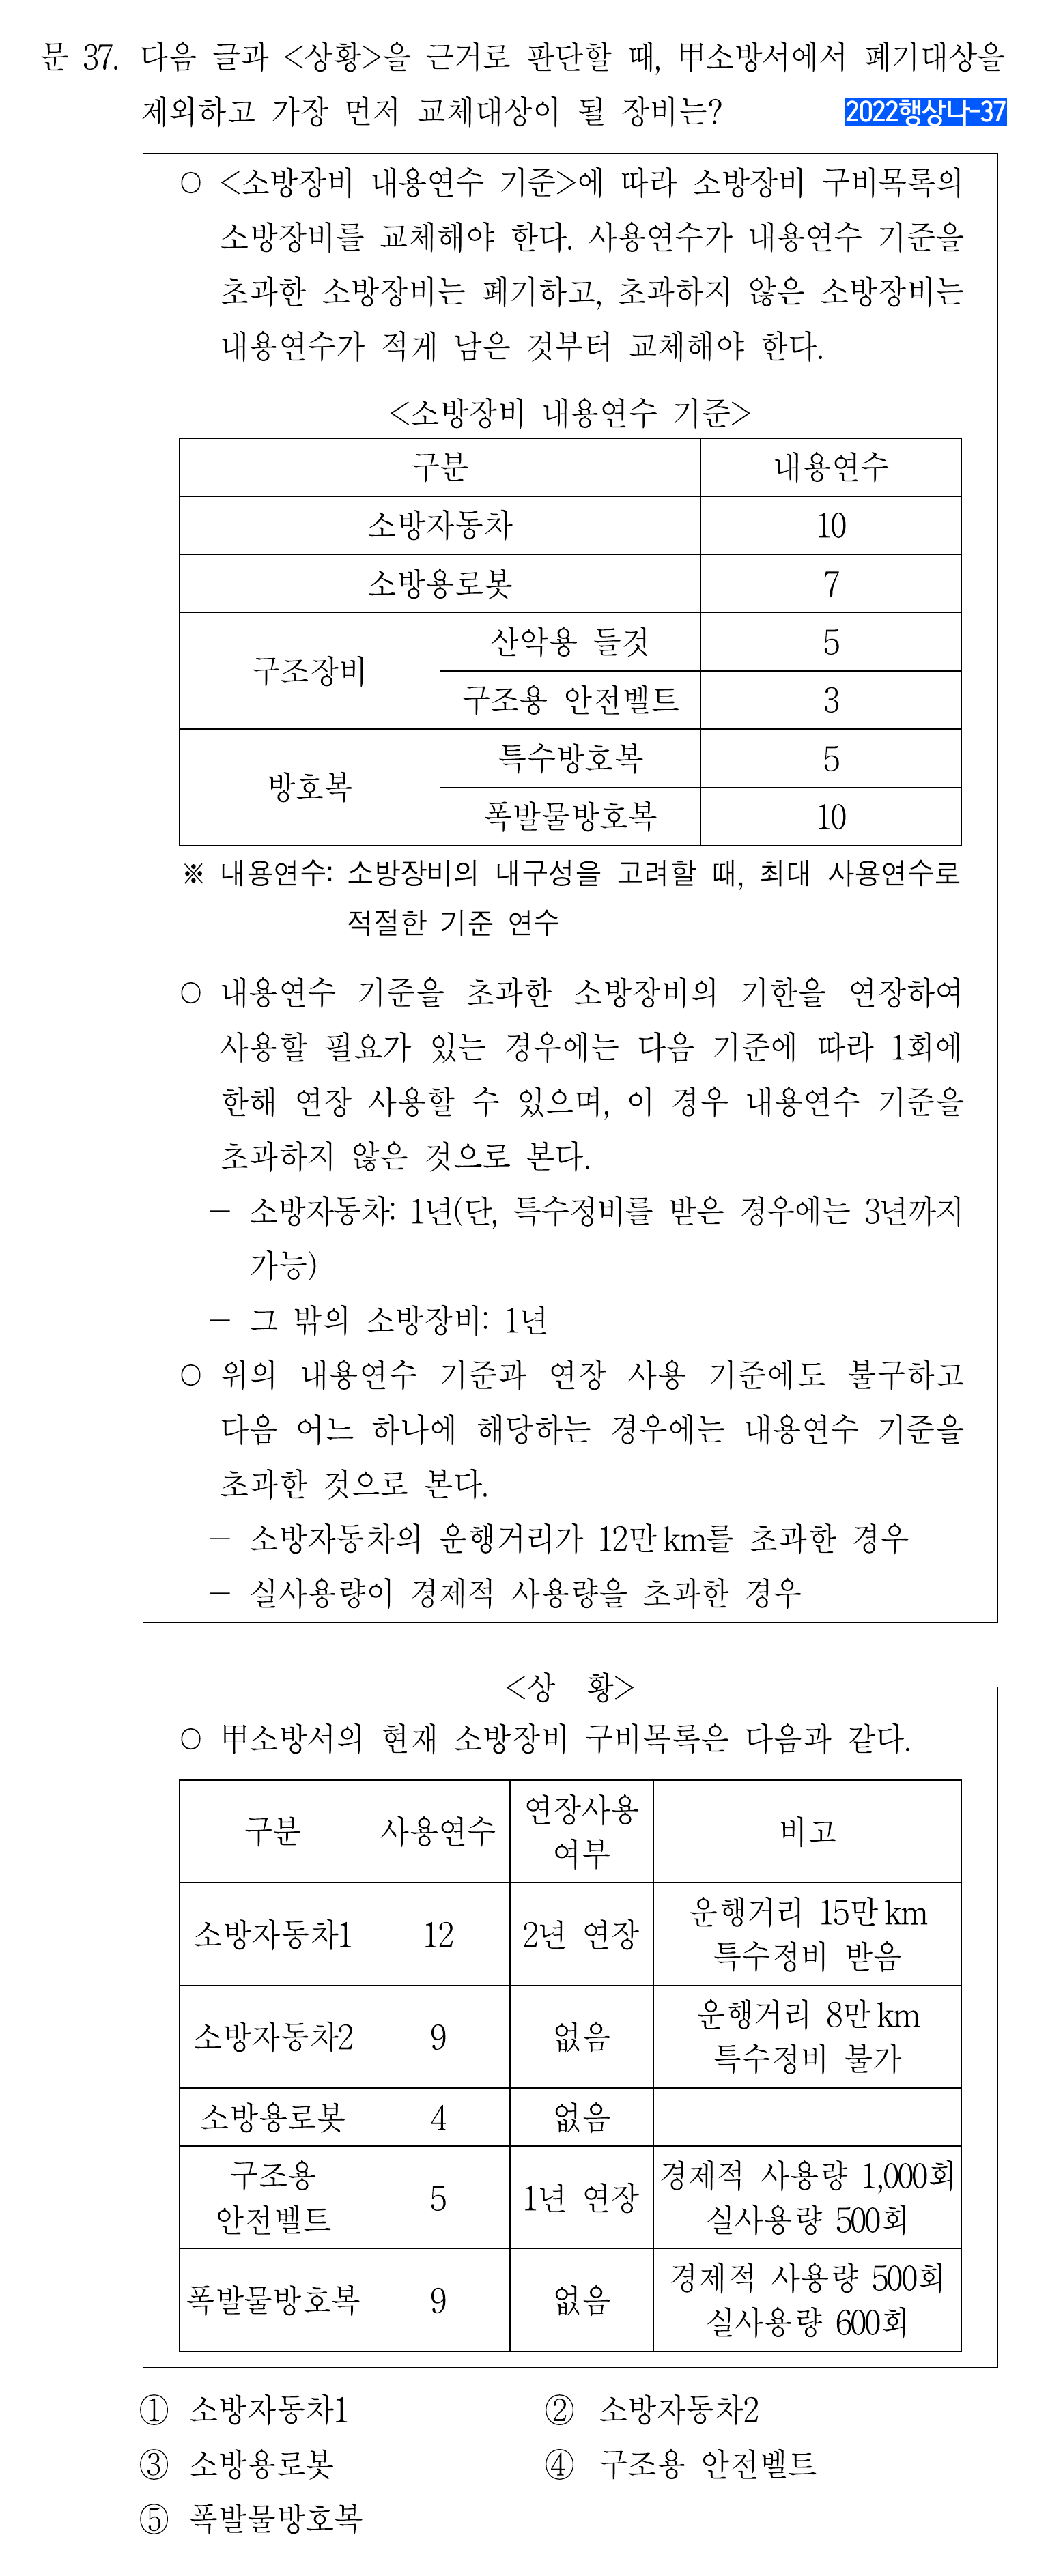 문 37. 다음 글과 <상황>을 근거로 판단할 때, 甲소방서에서 폐기대상을
제외하고 가장 먼저 교체대상이 될 장비는?
2022행상나-37
○ <소방장비 내용연수 기준>에 따라 소방장비 구비목록의
소방장비를 교체해야 한다. 사용연수가 내용연수 기준을
초과한 소방장비는 폐기하고, 초과하지 않은 소방장비는
내용연수가 적게 남은 것부터 교체해야 한다.
<소방장비 내용연수 기준>
구분 내용연수
소방자동차 10
소방용로봇 7
구조장비 산악용 들것 5
구조용 안전벨트 3
방호복 특수방호복 5
폭발물방호복 10
※ 내용연수: 소방장비의 내구성을 고려할 때, 최대 사용연수로
적절한 기준 연수
○ 내용연수 기준을 초과한 소방장비의 기한을 연장하여
사용할 필요가 있는 경우에는 다음 기준에 따라 1회에
한해 연장 사용할 수 있으며, 이 경우 내용연수 기준을
초과하지 않은 것으로 본다.
- 소방자동차: 1년(단, 특수정비를 받은 경우에는 3년까지
가능)
- 그 밖의 소방장비: 1년
○ 위의 내용연수 기준과 연장 사용 기준에도 불구하고
다음 어느 하나에 해당하는 경우에는 내용연수 기준을
초과한 것으로 본다.
- 소방자동차의 운행거리가 12만km를 초과한 경우
- 실사용량이 경제적 사용량을 초과한 경우
<상 황>
○ 甲소방서의 현재 소방장비 구비목록은 다음과 같다.
구분 사용연수 연장사용 여부 비고
소방자동차1 12 2년 연장 운행거리 15만km
특수정비 받음
소방자동차2 9 없음 운행거리 8만km
특수정비 불가
소방용로봇 4 없음
구조용 안전벨트 5 1년 연장 경제적 사용량 1,000회
실사용량 500회
폭발물방호복 9 없음 경제적 사용량 500회
실사용량 600회
① 소방자동차1 ② 소방자동차2
③ 소방용로봇 ④ 구조용 안전벨트
⑤ 폭발물방호복